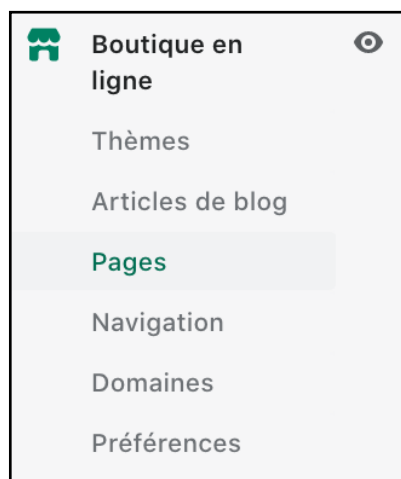 Boutique en
ligne
Thèmes
Articles de blog
Pages
Navigation
Domaines
Préférences